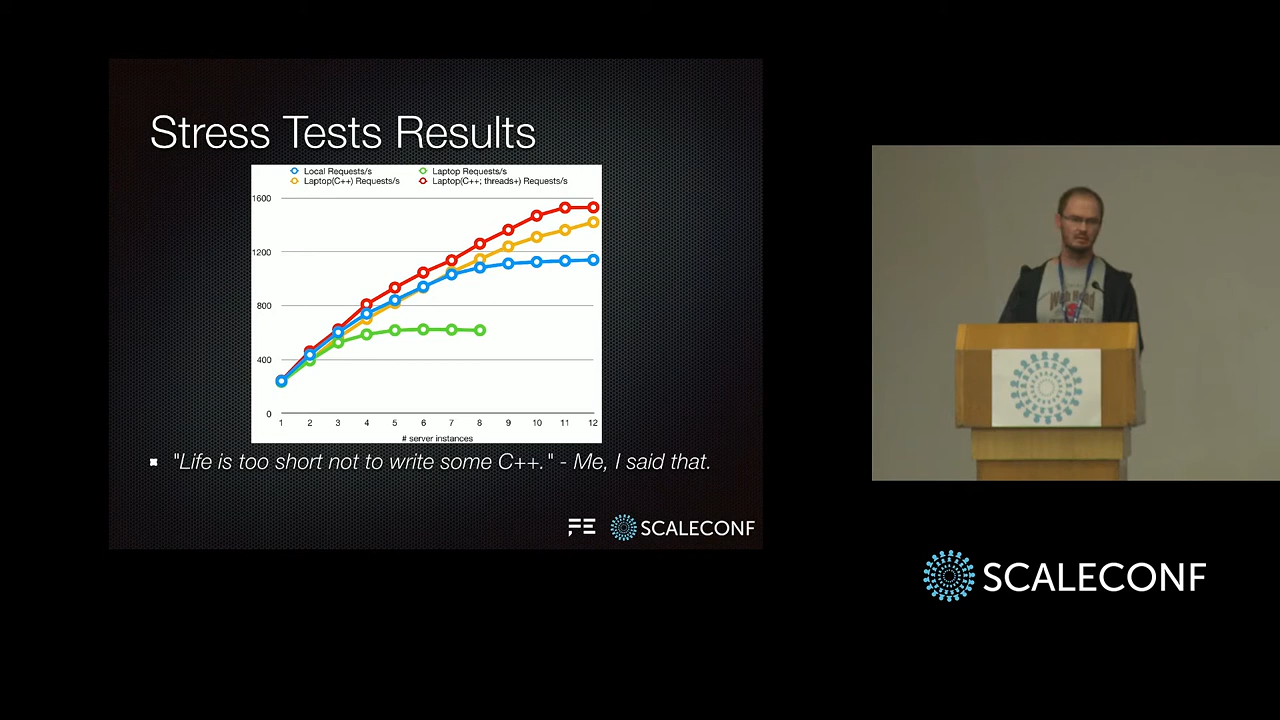 Stress Tests Results
Local Requests/s
Laptop Requests/s
Laptop(C++) Requests/s
Laptop(C++; threads+) Requests/s
1600
1200
800
400
0
1 2 3 4 5 6 7 8 9 10 11 12
# server instances
"Life is too short not to write some C++." - Me, I said that.
FE SCALECONF
SCALECONF